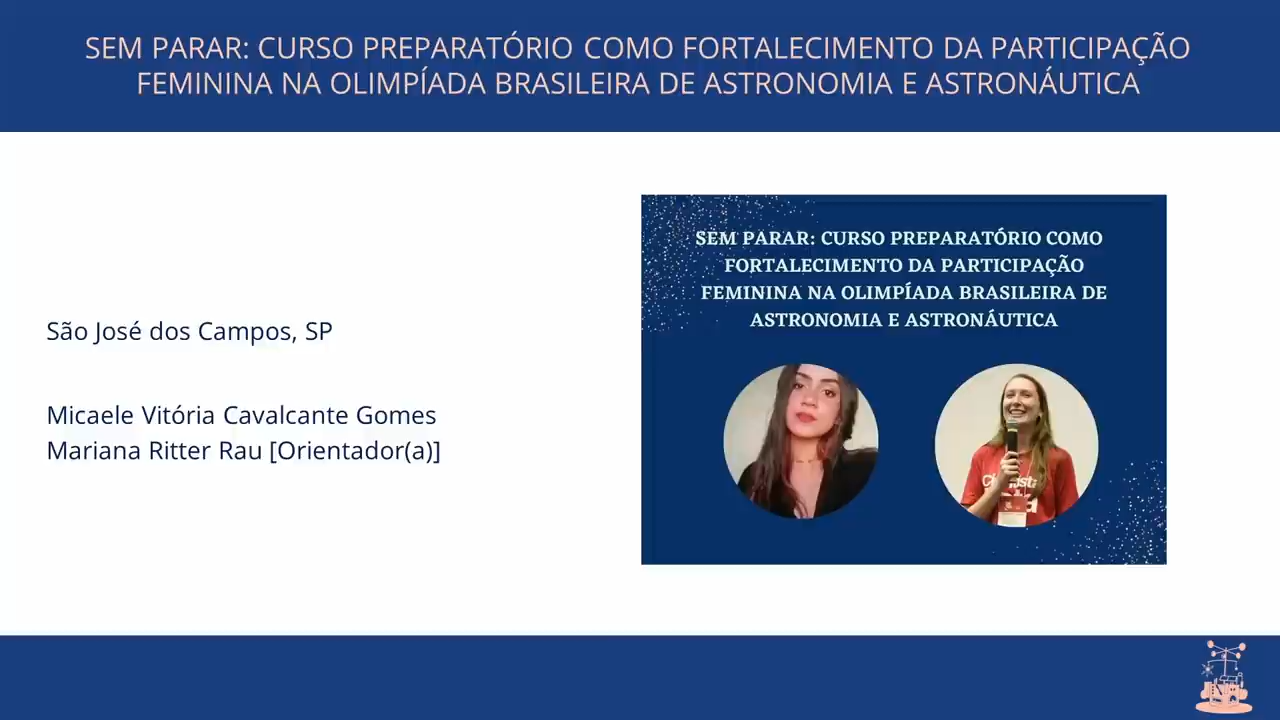 SEM PARAR: CURSO PREPARATÓRIO COMO FORTALECIMENTO DA PARTICIPAÇÃO
FEMININA NA OLIMPÍADA BRASILEIRA DE ASTRONOMIA E ASTRONÁUTICA
São José dos Campos, SP
Micaele Vitória Cavalcante Gomes
Mariana Ritter Rau [Orientador(a)]
SEM PARAR: CURSO PREPARATÓRIO COMO
FORTALECIMENTO DA PARTICIPAÇÃO
FEMININA NA OLIMPÍADA BRASILEIRA DE
ASTRONOMIA E ASTRONÁUTICA